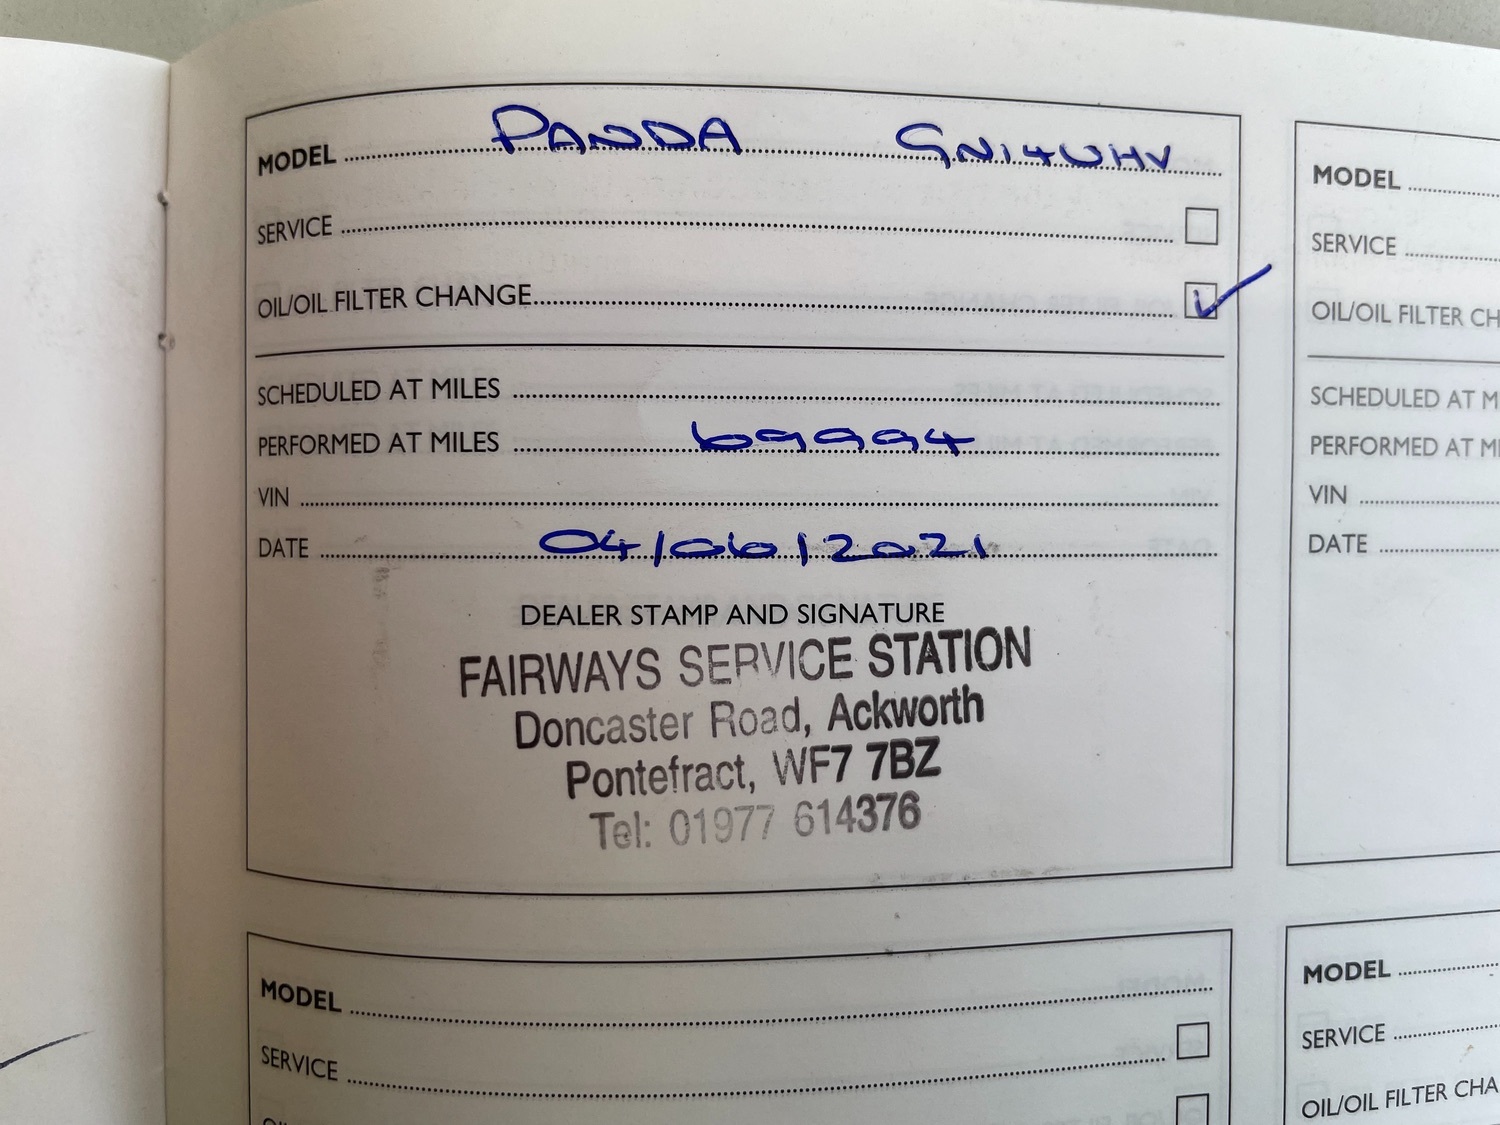 MODEL PANDA GN14UHV
SERVICE
OIL/OIL FILTER CHANGE
SCHEDULED AT MILES
PERFORMED AT MILES 69994
VIN
DATE 04/06/2021
DEALER STAMP AND SIGNATURE
FAIRWAYS SERVICE STATION
Doncaster Road, Ackworth
Pontefract, WF7 7BZ
Tel: 01977 614376
MODEL
SERVICE
OIL/OIL FILTER CH
SCHEDULED AT M
PERFORMED AT MI
VIN
DATE
MODEL
SERVICE
MODEL
SERVICE
OIL/OIL FILTER CHA